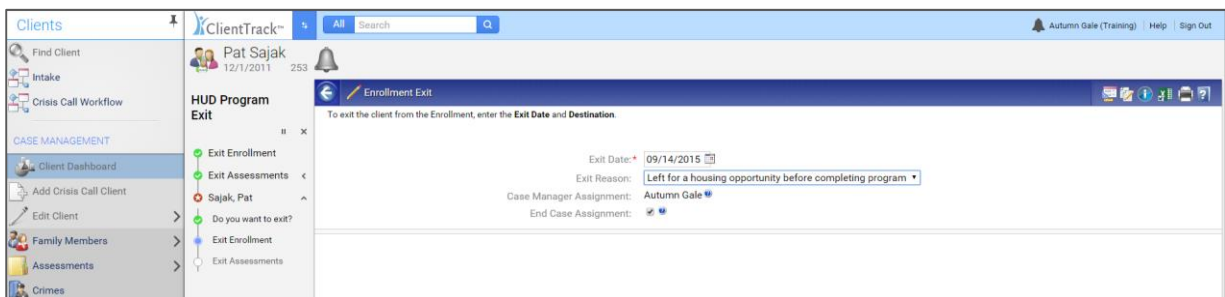 Clients
Find Client
Intake
Crisis Call Workflow
CASE MANAGEMENT
Client Dashboard
Add Crisis Call Client
Edit Client
Family Members
Assessments
Crimes
ClientTrack™
All Search
Autumn Gale (Training) | Help | Sign Out
Pat Sajak
12/1/2011 253
HUD Program
Exit
Exit Enrollment
Exit Assessments
Sajak, Pat
Do you want to exit?
Exit Enrollment
Exit Assessments
Enrollment Exit
To exit the client from the Enrollment, enter the Exit Date and Destination.
Exit Date:* 09/14/2015
Exit Reason: Left for a housing opportunity before completing program
Case Manager Assignment: Autumn Gale
End Case Assignment: